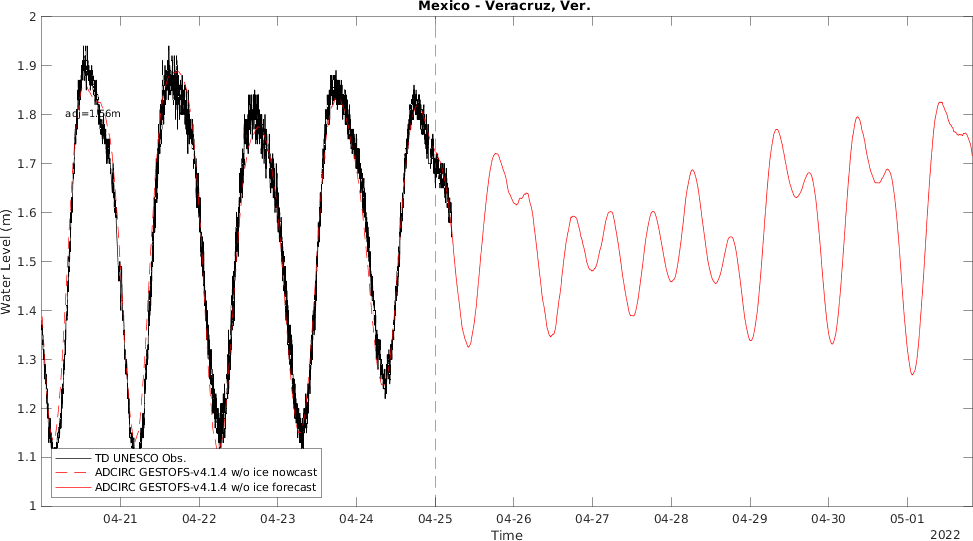 Mexico - Veracruz, Ver.
2
1.9
1.8
1.7
1.6
1.5
1.4
1.3
1.2
1.1
1
Water Level (m)
adj=1.56m
TD UNESCO Obs.
ADCIRC GESTOFS-v4.1.4 w/o ice nowcast
ADCIRC GESTOFS-v4.1.4 w/o ice forecast
04-21 04-22 04-23 04-24 04-25 04-26 04-27 04-28 04-29 04-30 05-01
Time
2022